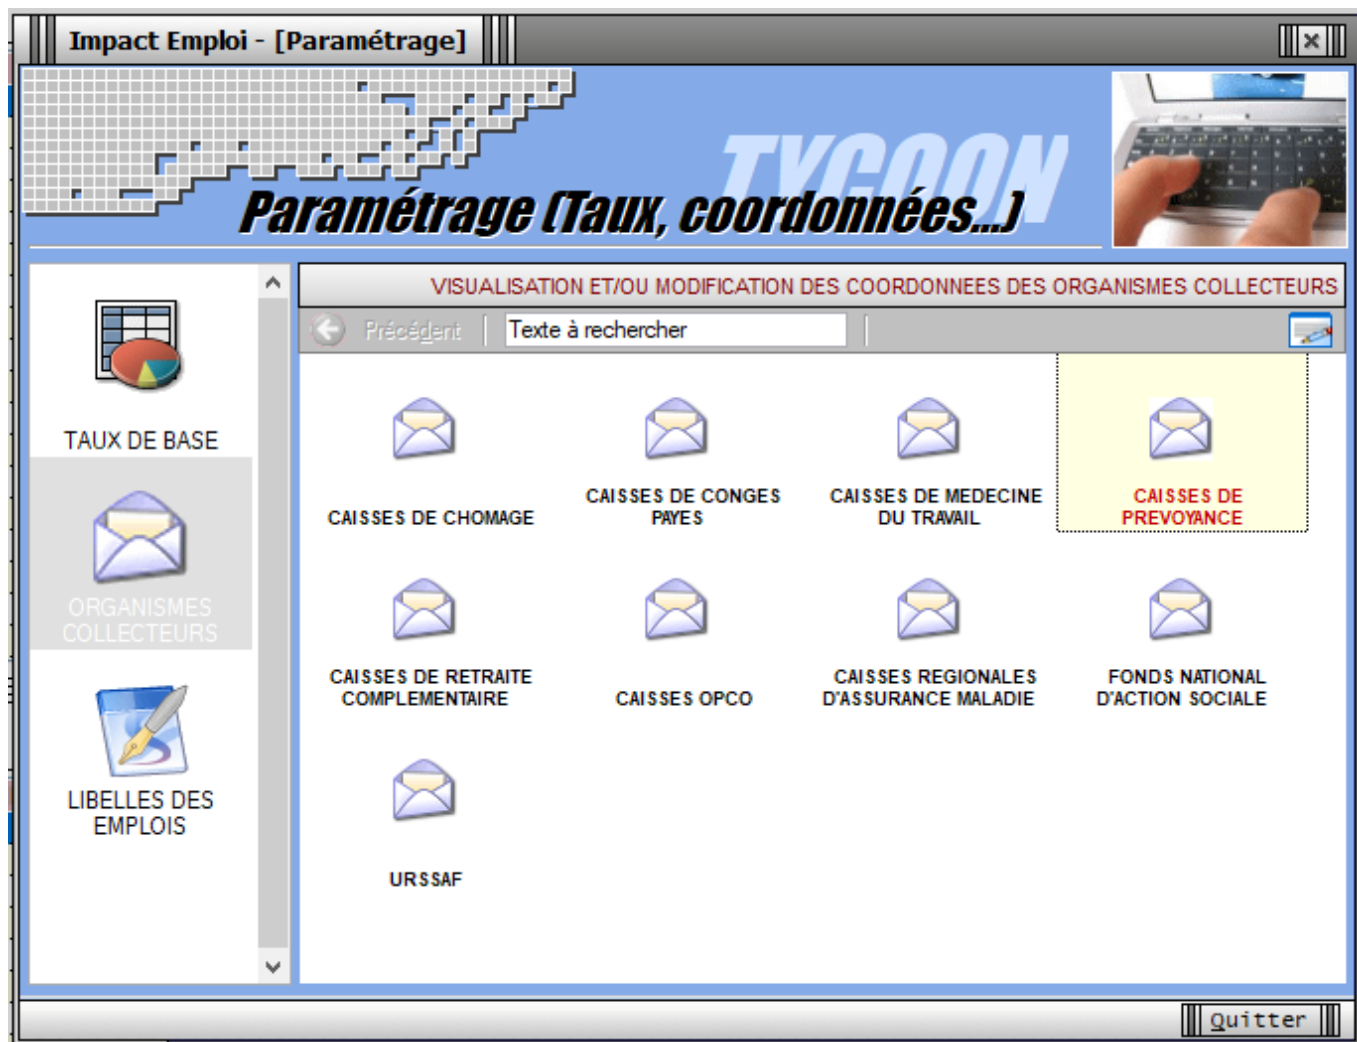 Impact Emploi - [Paramétrage]
TYCOON
Paramétrage (Taux, coordonnées...)
VISUALISATION ET/OU MODIFICATION DES COORDONNEES DES ORGANISMES COLLECTEURS
Précédent
Texte à rechercher
TAUX DE BASE
ORGANISMES
COLLECTEURS
LIBELLES DES
EMPLOIS
CAISSES DE CHOMAGE
CAISSES DE CONGES
PAYES
CAISSES DE MEDECINE
DU TRAVAIL
CAISSES DE
PREVOYANCE
CAISSES DE RETRAITE
COMPLEMENTAIRE
CAISSES OPCO
CAISSES REGIONALES
D'ASSURANCE MALADIE
FONDS NATIONAL
D'ACTION SOCIALE
URSSAF
Quitter